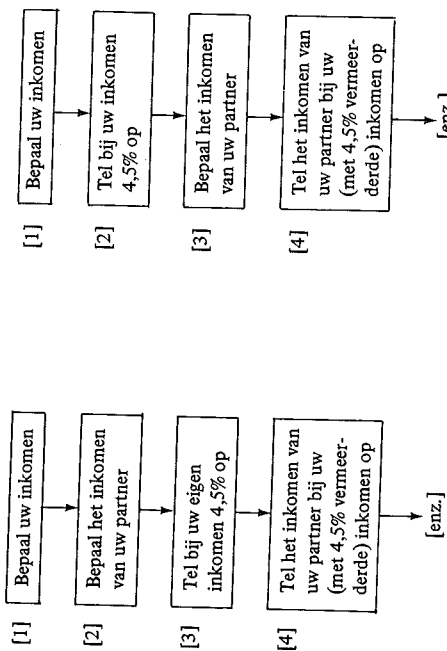 [1]
Bepaal uw inkomen
[2]
Bepaal het inkomen
van uw partner
[3]
Tel bij uw eigen
inkomen 4,5% op
[4]
Tel het inkomen van
uw partner bij uw
(met 4,5% vermeer-
derde) inkomen op
[enz.]
[1]
Bepaal uw inkomen
[2]
Tel bij uw inkomen
4,5% op
[3]
Bepaal het inkomen
van uw partner
[4]
Tel het inkomen van
uw partner bij uw
(met 4,5% vermeer-
derde) inkomen op
[enz.]